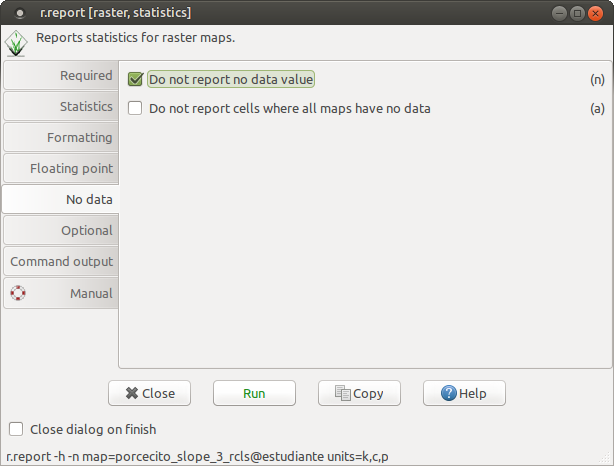 r.report [raster, statistics]
Reports statistics for raster maps.
Required
Statistics
Formatting
Floating point
No data
Optional
Command output
Manual
Do not report no data value (n)
Do not report cells where all maps have no data (a)
Close Run Copy Help
Close dialog on finish
r.report -h -n map=porcecito_slope_3_rcls@estudiante units=k,c,p